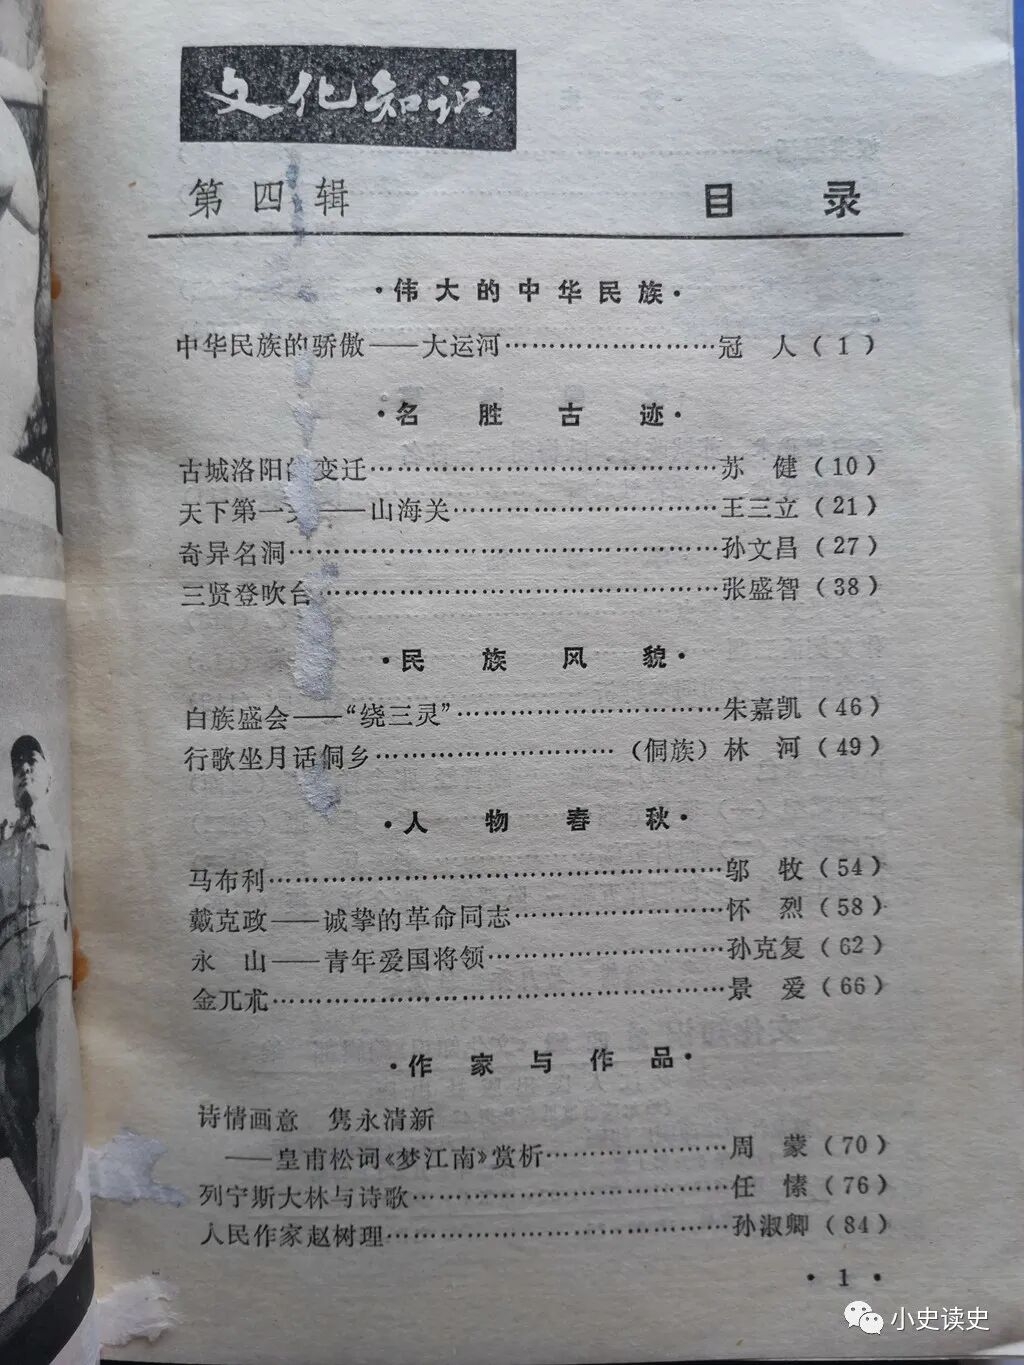 文化知识
第四辑 目录
·伟大的中华民族·
中华民族的骄傲——大运河……………………冠 人(1)
·名胜古迹·
古城洛阳 变迁…………………………………苏 健(10)
天下第一 ——山海关…………………………王三立(21)
奇异名洞…………………………………………孙文昌(27)
三贤登吹台………………………………………张盛智(38)
·民族风貌·
白族盛会——“绕三灵”…………………………朱嘉凯(46)
行歌坐月话侗乡………………………(侗族)林 河(49)
·人物春秋·
马布利……………………………………………邬 牧(54)
戴克政——诚挚的革命同志……………………怀 烈(58)
永 山——青年爱国将领………………………孙克复(62)
金兀朮……………………………………………景 爱(66)
·作家与作品·
诗情画意 隽永清新
——皇甫松词《梦江南》赏析…………………周 蒙(70)
列宁斯大林与诗歌………………………………任 愫(76)
人民作家赵树理…………………………………孙淑卿(84)
·1·
小史读史